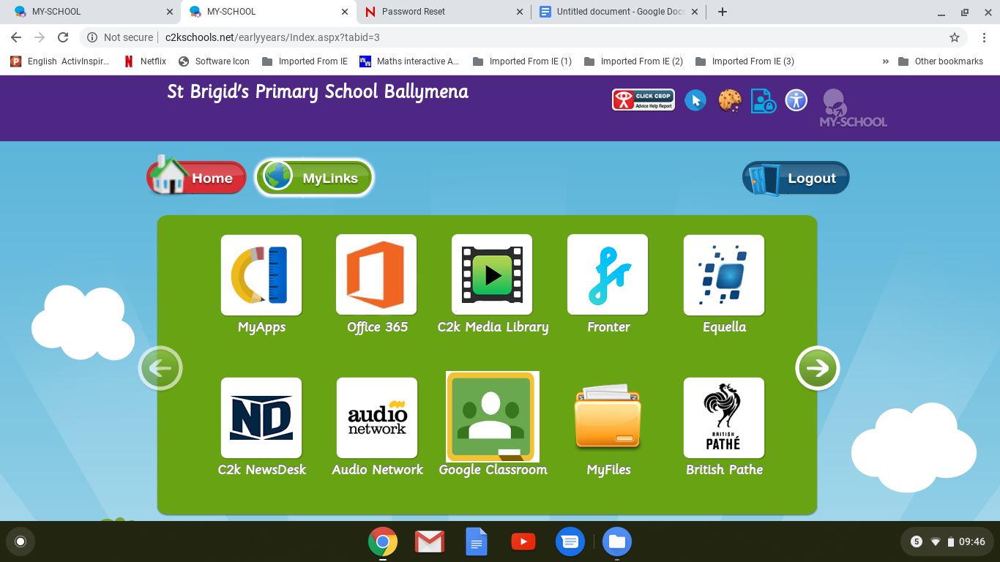 MY-SCHOOL
MY-SCHOOL
Password Reset
Untitled document - Google Docs
Not secure
c2kschools.net/earlyyears/Index.aspx?tabid=3
English ActivInspir...
Netflix
Software Icon
Imported From IE
Maths interactive A...
Imported From IE (1)
Imported From IE (2)
Imported From IE (3)
»
Other bookmarks
St Brigid's Primary School Ballymena
CLICK CEOP
Advice Help Report
MY-SCHOOL
Home
MyLinks
Logout
MyApps
Office 365
C2k Media Library
fr
Fronter
Equella
ND
C2k NewsDesk
audio
network
Audio Network
Google Classroom
MyFiles
BRITISH
PATHÉ
British Pathe
5
09:46